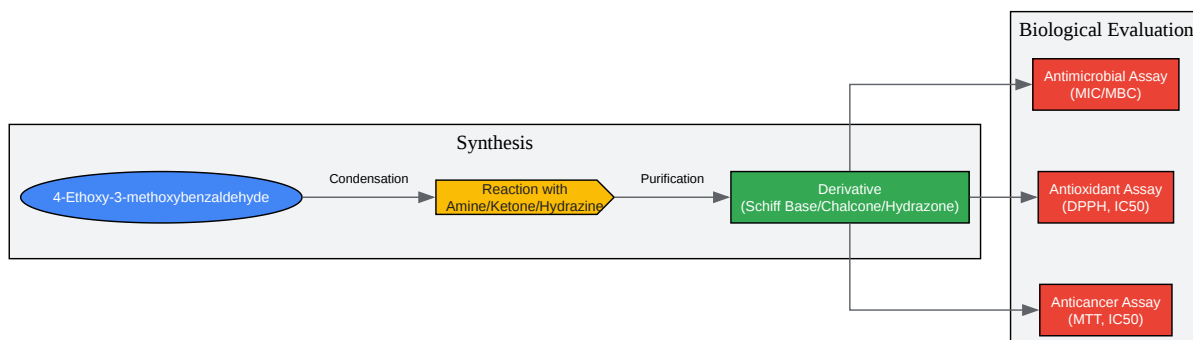 Biological Evaluation
Antimicrobial Assay
(MIC/MBC)
Synthesis
4-Ethoxy-3-methoxybenzaldehyde
Condensation
Reaction with
Amine/Ketone/Hydrazine
Purification
Derivative
(Schiff Base/Chalcone/Hydrazone)
Antioxidant Assay
(DPPH, IC50)
Anticancer Assay
(MTT, IC50)